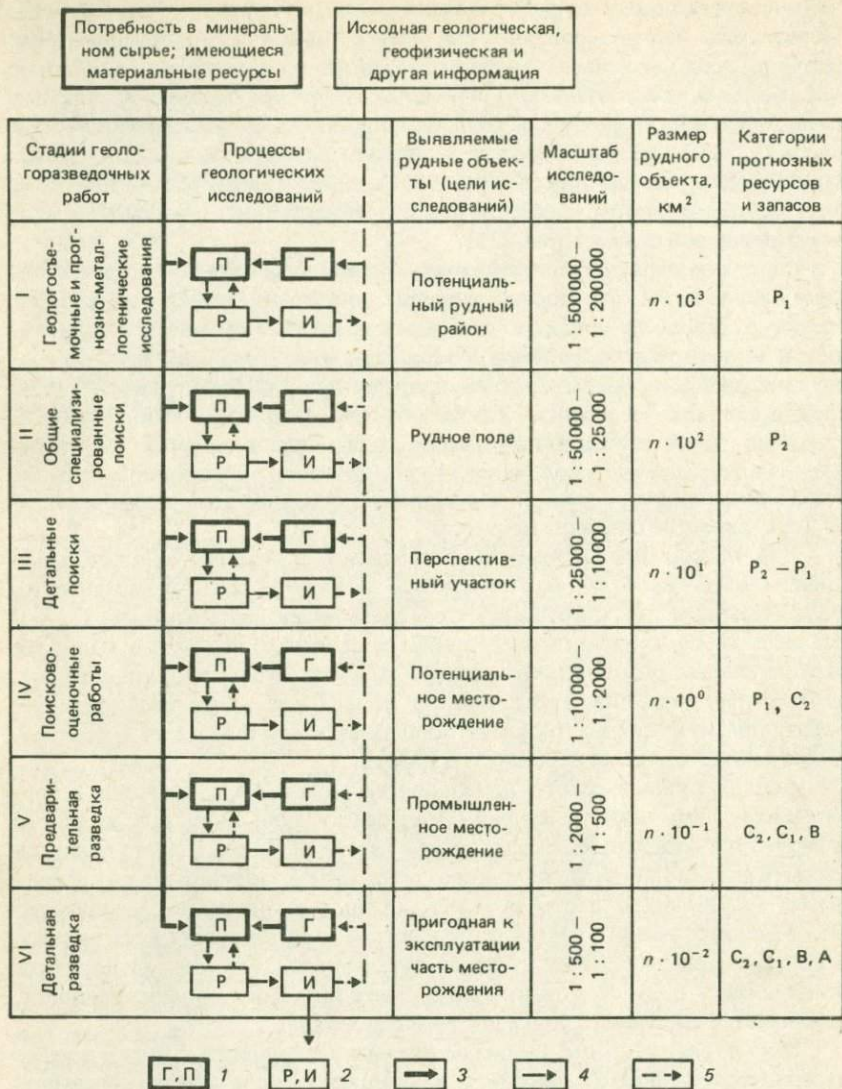 Потребность в минераль-
ном сырье; имеющиеся
материальные ресурсы
Исходная геологическая,
геофизическая и
другая информация
Стадии геоло-
горазведочных
работ
Процессы
геологических
исследований
Выявляемые
рудные объек-
ты (цели ис-
следований)
Масштаб
исследо-
ваний
Размер
рудного
объекта,
км²
Категории
прогнозных
ресурсов
и запасов
I
Геологосъе-
мочные и прог-
нозно-метал-
логенические
исследования
П Г
Р И
Потенциаль-
ный рудный
район
1 : 500000 –
1 : 200000
n · 10³
P₁
II
Общие
специализи-
рованные
поиски
П Г
Р И
Рудное поле
1 : 50000 –
1 : 25000
n · 10²
P₂
III
Детальные
поиски
П Г
Р И
Перспектив-
ный участок
1 : 25000 –
1 : 10000
n · 10¹
P₂ – P₁
IV
Поисково-
оценочные
работы
П Г
Р И
Потенциаль-
ное место-
рождение
1 : 10000 –
1 : 2000
n · 10⁰
P₁, C₂
V
Предвари-
тельная
разведка
П Г
Р И
Промышлен-
ное место-
рождение
1 : 2000 –
1 : 500
n · 10⁻¹
C₂, C₁, B
VI
Детальная
разведка
П Г
Р И
Пригодная к
эксплуатации
часть место-
рождения
1 : 500 –
1 : 100
n · 10⁻²
C₂, C₁, B, A
Г, П 1 Р, И 2 3 4 5